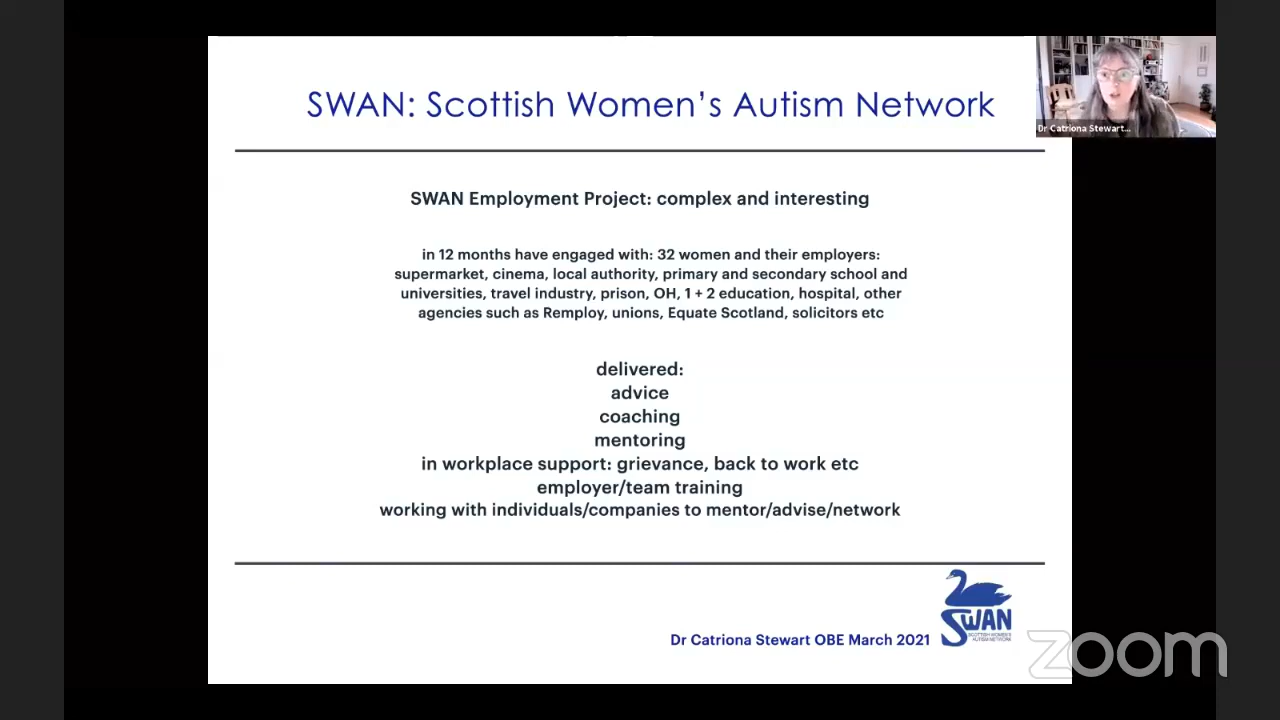 SWAN: Scottish Women's Autism Network
Dr Catriona Stewart...
SWAN Employment Project: complex and interesting
in 12 months have engaged with: 32 women and their employers:
supermarket, cinema, local authority, primary and secondary school and
universities, travel industry, prison, OH, 1 + 2 education, hospital, other
agencies such as Remploy, unions, Equate Scotland, solicitors etc
delivered:
advice
coaching
mentoring
in workplace support: grievance, back to work etc
employer/team training
working with individuals/companies to mentor/advise/network
SWAN
SCOTTISH WOMEN'S
AUTISM NETWORK
Dr Catriona Stewart OBE March 2021
zoom